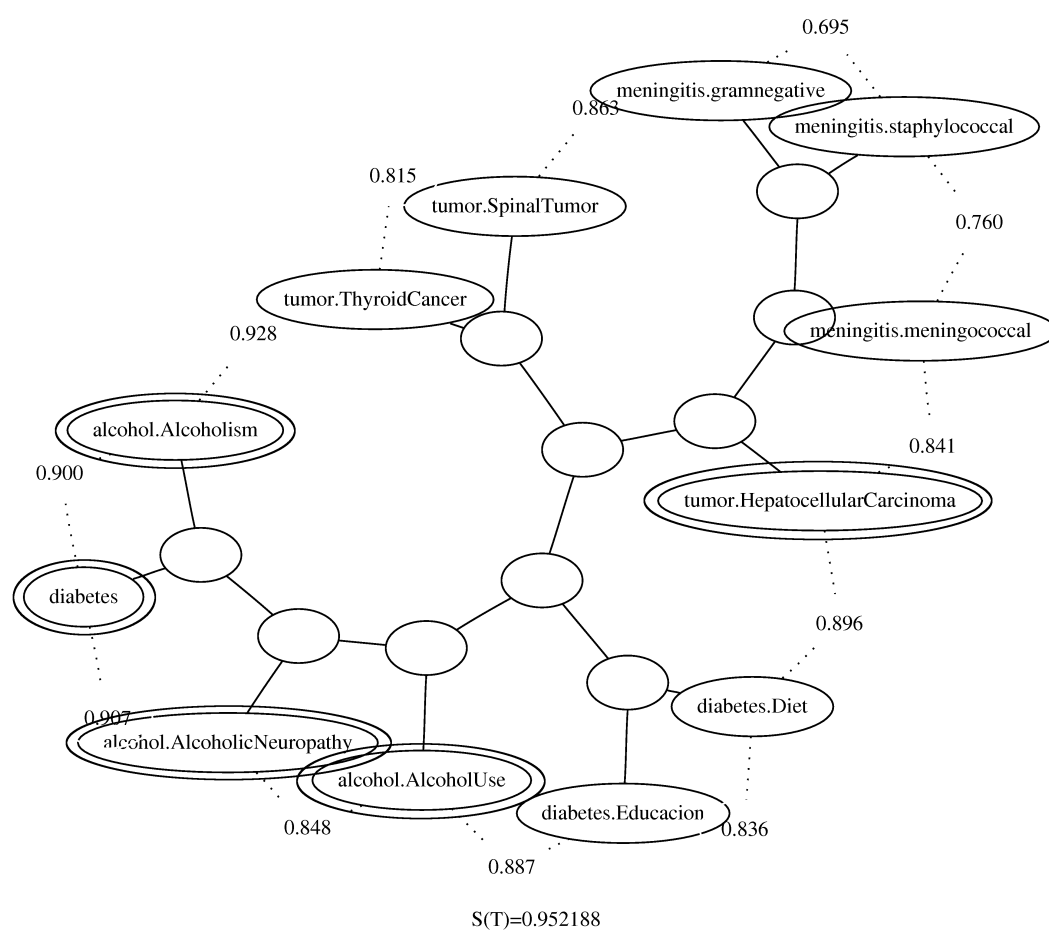 0.695
meningitis.gramnegative
0.863
meningitis.staphylococcal
0.815
tumor.SpinalTumor
0.760
tumor.ThyroidCancer
0.928
meningitis.meningococcal
alcohol.Alcoholism
0.841
0.900
tumor.HepatocellularCarcinoma
diabetes
0.896
diabetes.Diet
0.907
alcohol.AlcoholicNeuropathy
alcohol.AlcoholUse
diabetes.Educacion
0.848
0.836
0.887
S(T)=0.952188